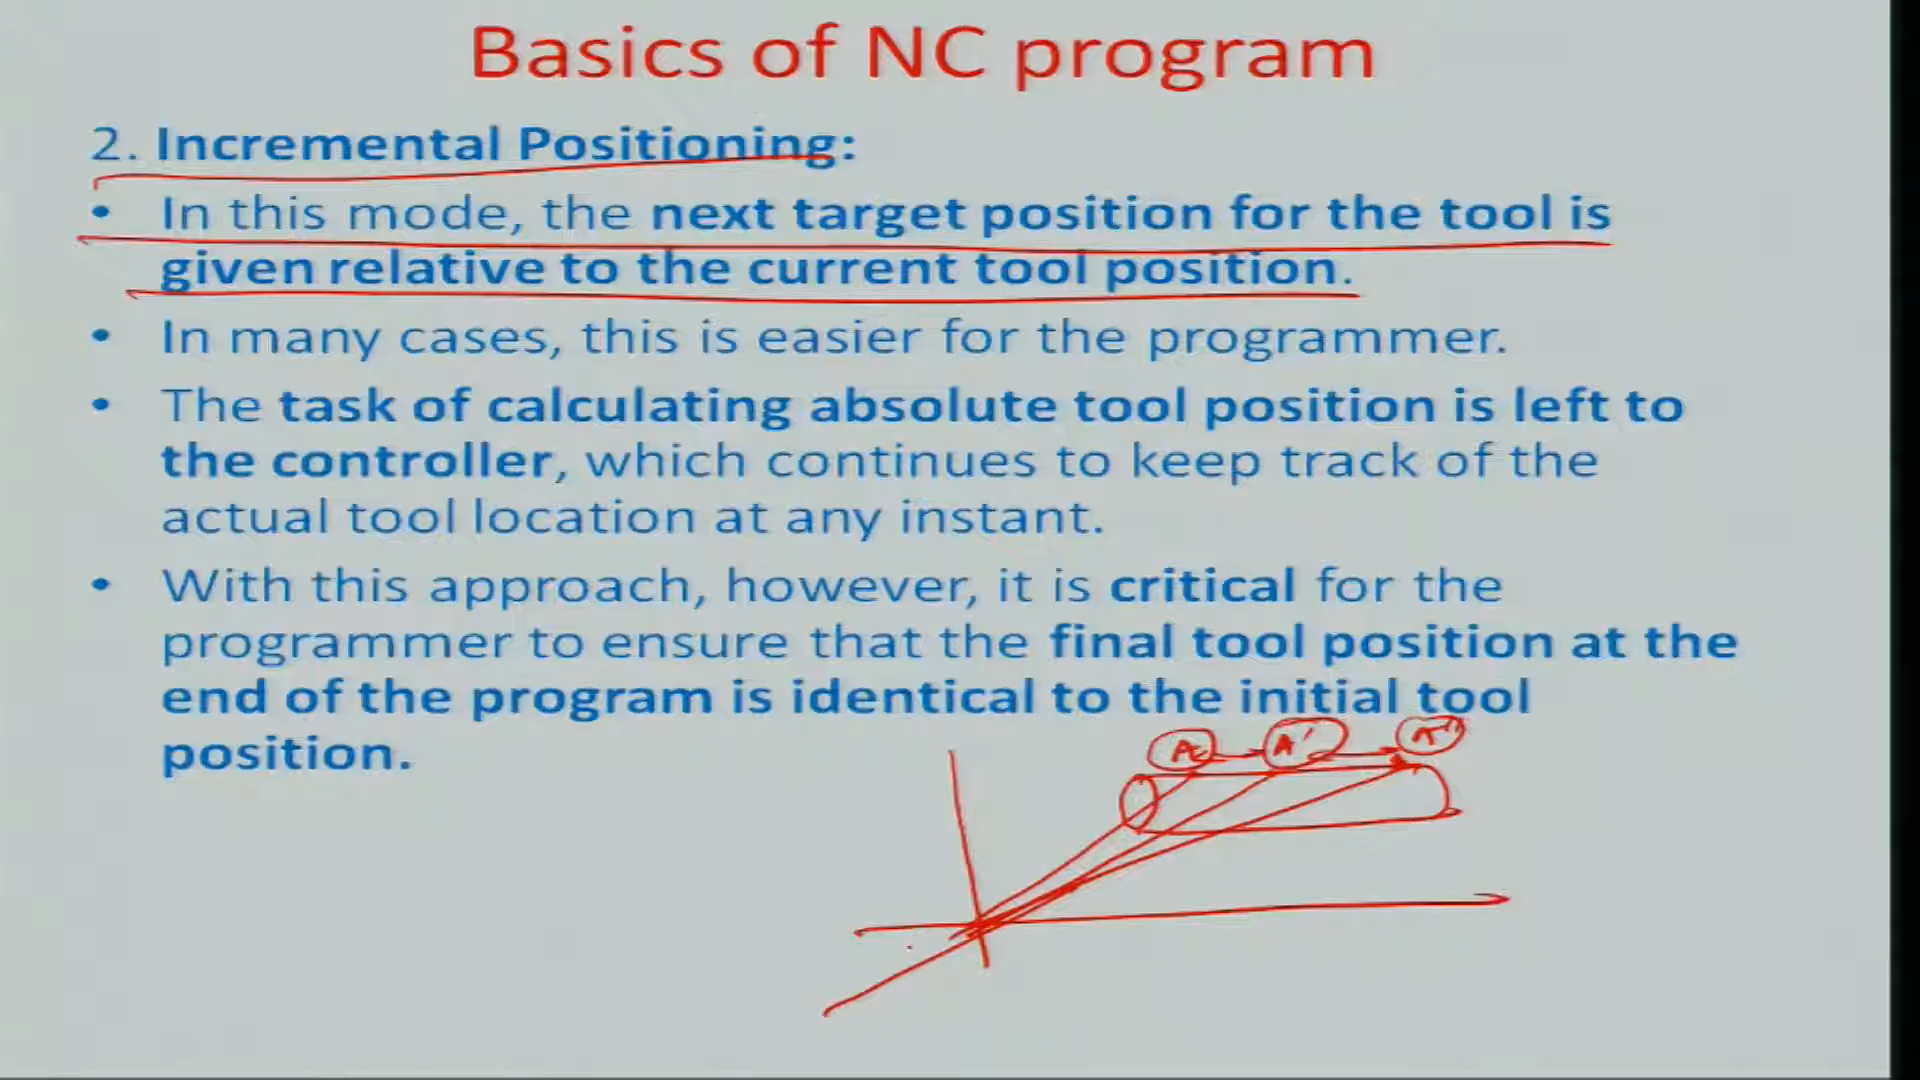 Basics of NC program
2. Incremental Positioning:
• In this mode, the next target position for the tool is
given relative to the current tool position.
• In many cases, this is easier for the programmer.
• The task of calculating absolute tool position is left to
the controller, which continues to keep track of the
actual tool location at any instant.
• With this approach, however, it is critical for the
programmer to ensure that the final tool position at the
end of the program is identical to the initial tool
position.
A A' A"